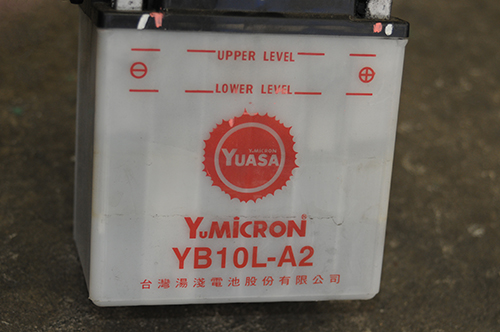 UPPER LEVEL
⊖ ⊕
LOWER LEVEL
YuMICRON
YUASA
YuMICRON®
YB10L-A2
台灣湯淺電池股份有限公司